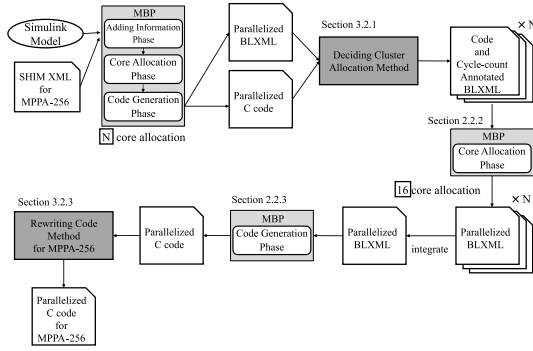 Simulink
Model
SHIM XML
for
MPPA-256
MBP
Adding Information
Phase
Core Allocation
Phase
Code Generation
Phase
N core allocation
Parallelized
BLXML
Parallelized
C code
Section 3.2.1
Deciding Cluster
Allocation Method
× N
Code
and
Cycle-count
Annotated
BLXML
Section 2.2.2
MBP
Core Allocation
Phase
16 core allocation
× N
Parallelized
BLXML
integrate
Parallelized
BLXML
Section 2.2.3
MBP
Code Generation
Phase
Parallelized
C code
Section 3.2.3
Rewriting Code
Method
for MPPA-256
Parallelized
C code
for
MPPA-256